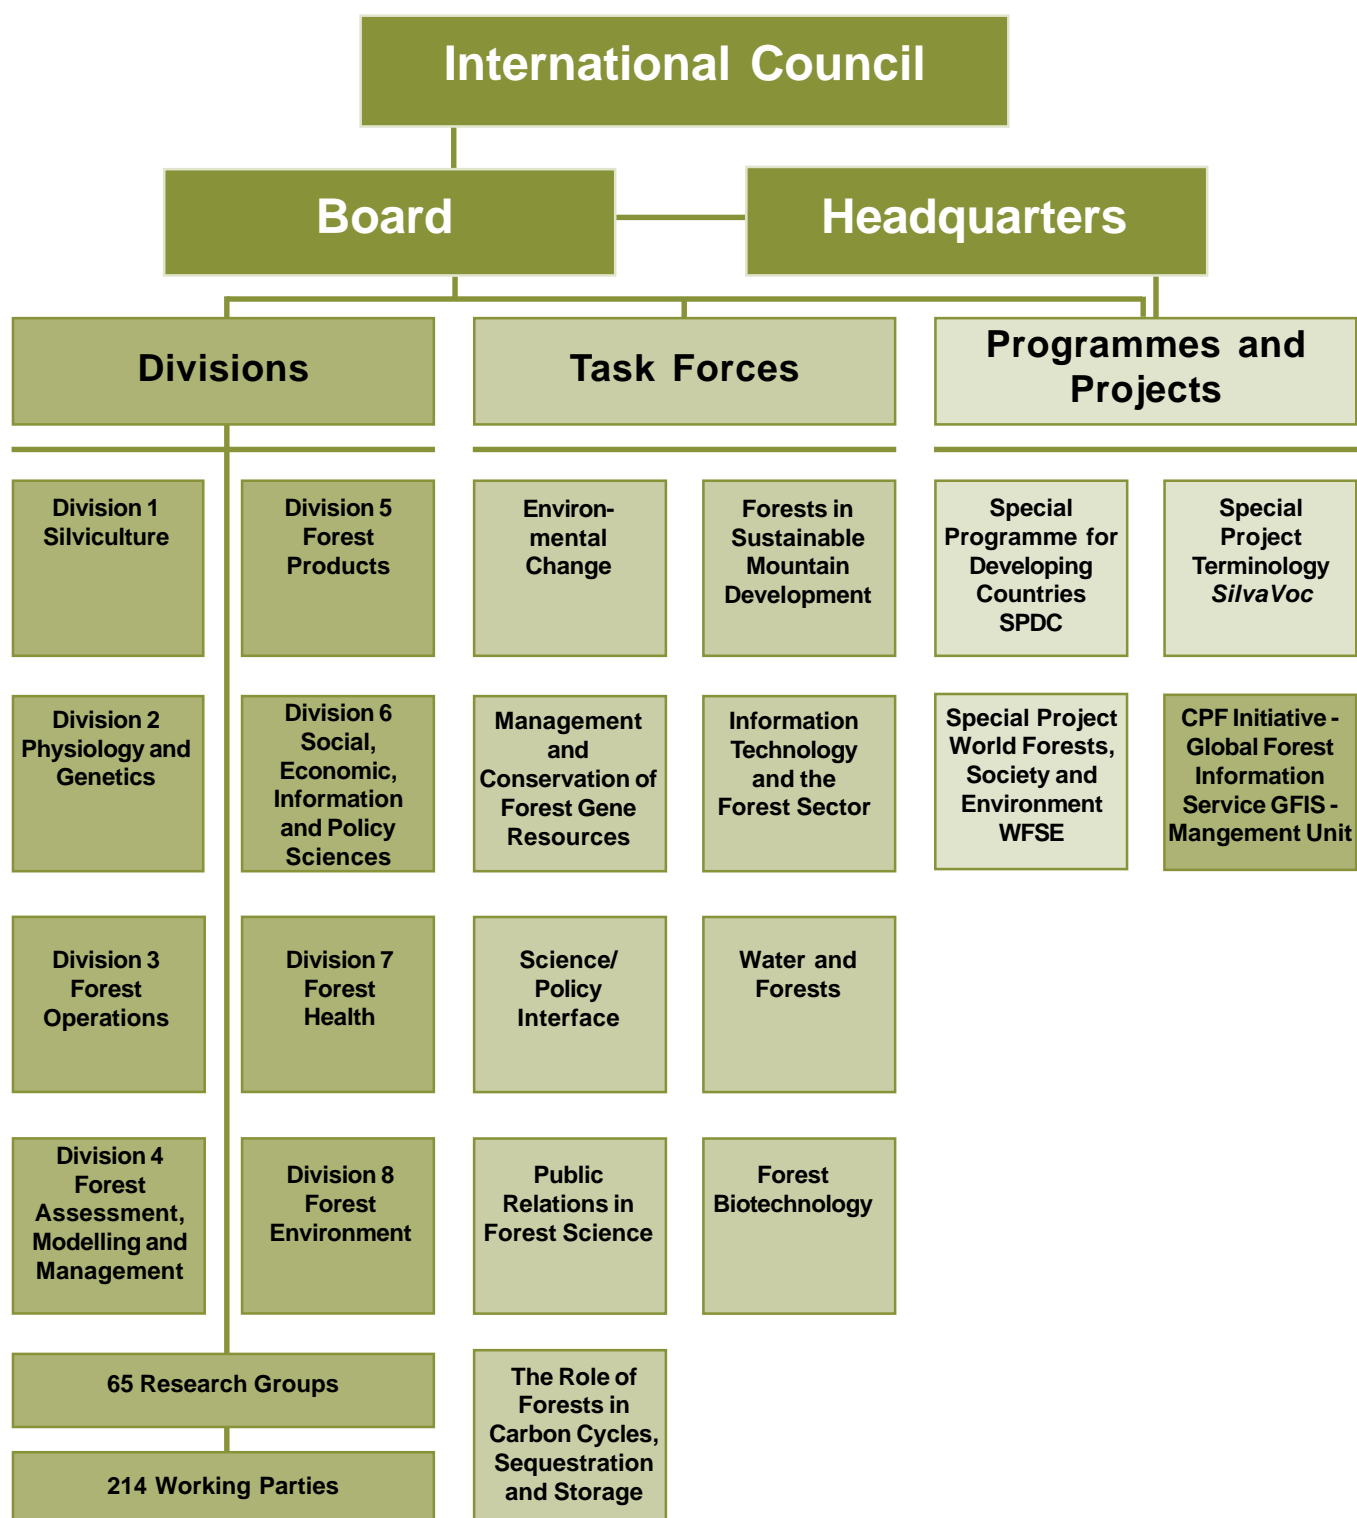 International Council
Board
Headquarters
Divisions
Task Forces
Programmes and
Projects
Division 1
Silviculture
Division 5
Forest
Products
Environ-
mental
Change
Forests in
Sustainable
Mountain
Development
Special
Programme for
Developing
Countries
SPDC
Special
Project
Terminology
SilvaVoc
Division 2
Physiology and
Genetics
Division 6
Social,
Economic,
Information
and Policy
Sciences
Management
and
Conservation of
Forest Gene
Resources
Information
Technology
and the
Forest Sector
Special Project
World Forests,
Society and
Environment
WFSE
CPF Initiative -
Global Forest
Information
Service GFIS -
Mangement Unit
Division 3
Forest
Operations
Division 7
Forest
Health
Science/
Policy
Interface
Water and
Forests
Division 4
Forest
Assessment,
Modelling and
Management
Division 8
Forest
Environment
Public
Relations in
Forest Science
Forest
Biotechnology
65 Research Groups
214 Working Parties
The Role of
Forests in
Carbon Cycles,
Sequestration
and Storage